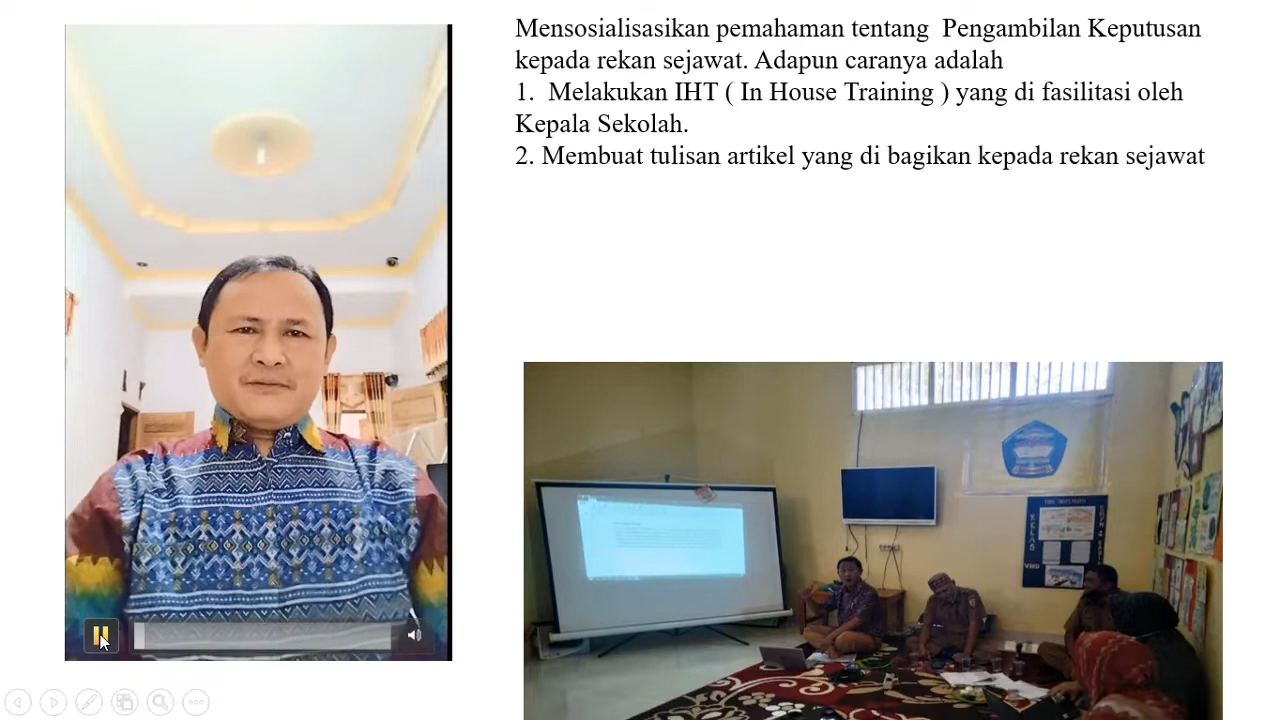 Mensosialisasikan pemahaman tentang  Pengambilan Keputusan
kepada rekan sejawat. Adapun caranya adalah
1.  Melakukan IHT ( In House Training ) yang di fasilitasi oleh
Kepala Sekolah.
2. Membuat tulisan artikel yang di bagikan kepada rekan sejawat
KELAS